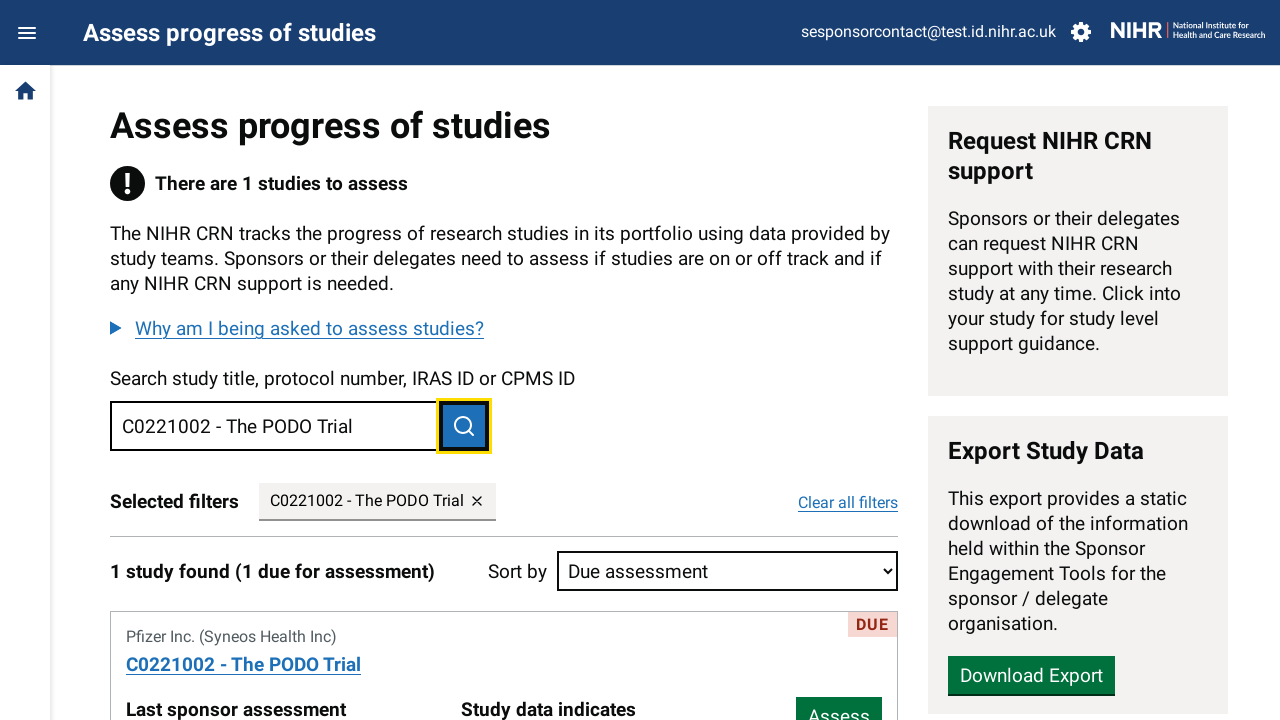 Assess progress of studies
sesponsorcontact@test.id.nihr.ac.uk
NIHR
National Institute for
Health and Care Research
Assess progress of studies
There are 1 studies to assess
The NIHR CRN tracks the progress of research studies in its portfolio using data provided by
study teams. Sponsors or their delegates need to assess if studies are on or off track and if
any NIHR CRN support is needed.
Why am I being asked to assess studies?
Search study title, protocol number, IRAS ID or CPMS ID
C0221002 - The PODO Trial
Selected filters
C0221002 - The PODO Trial
Clear all filters
1 study found (1 due for assessment)
Sort by
Due assessment
DUE
Pfizer Inc. (Syneos Health Inc)
C0221002 - The PODO Trial
Last sponsor assessment
Study data indicates
Assess
Request NIHR CRN
support
Sponsors or their delegates
can request NIHR CRN
support with their research
study at any time. Click into
your study for study level
support guidance.
Export Study Data
This export provides a static
download of the information
held within the Sponsor
Engagement Tools for the
sponsor / delegate
organisation.
Download Export